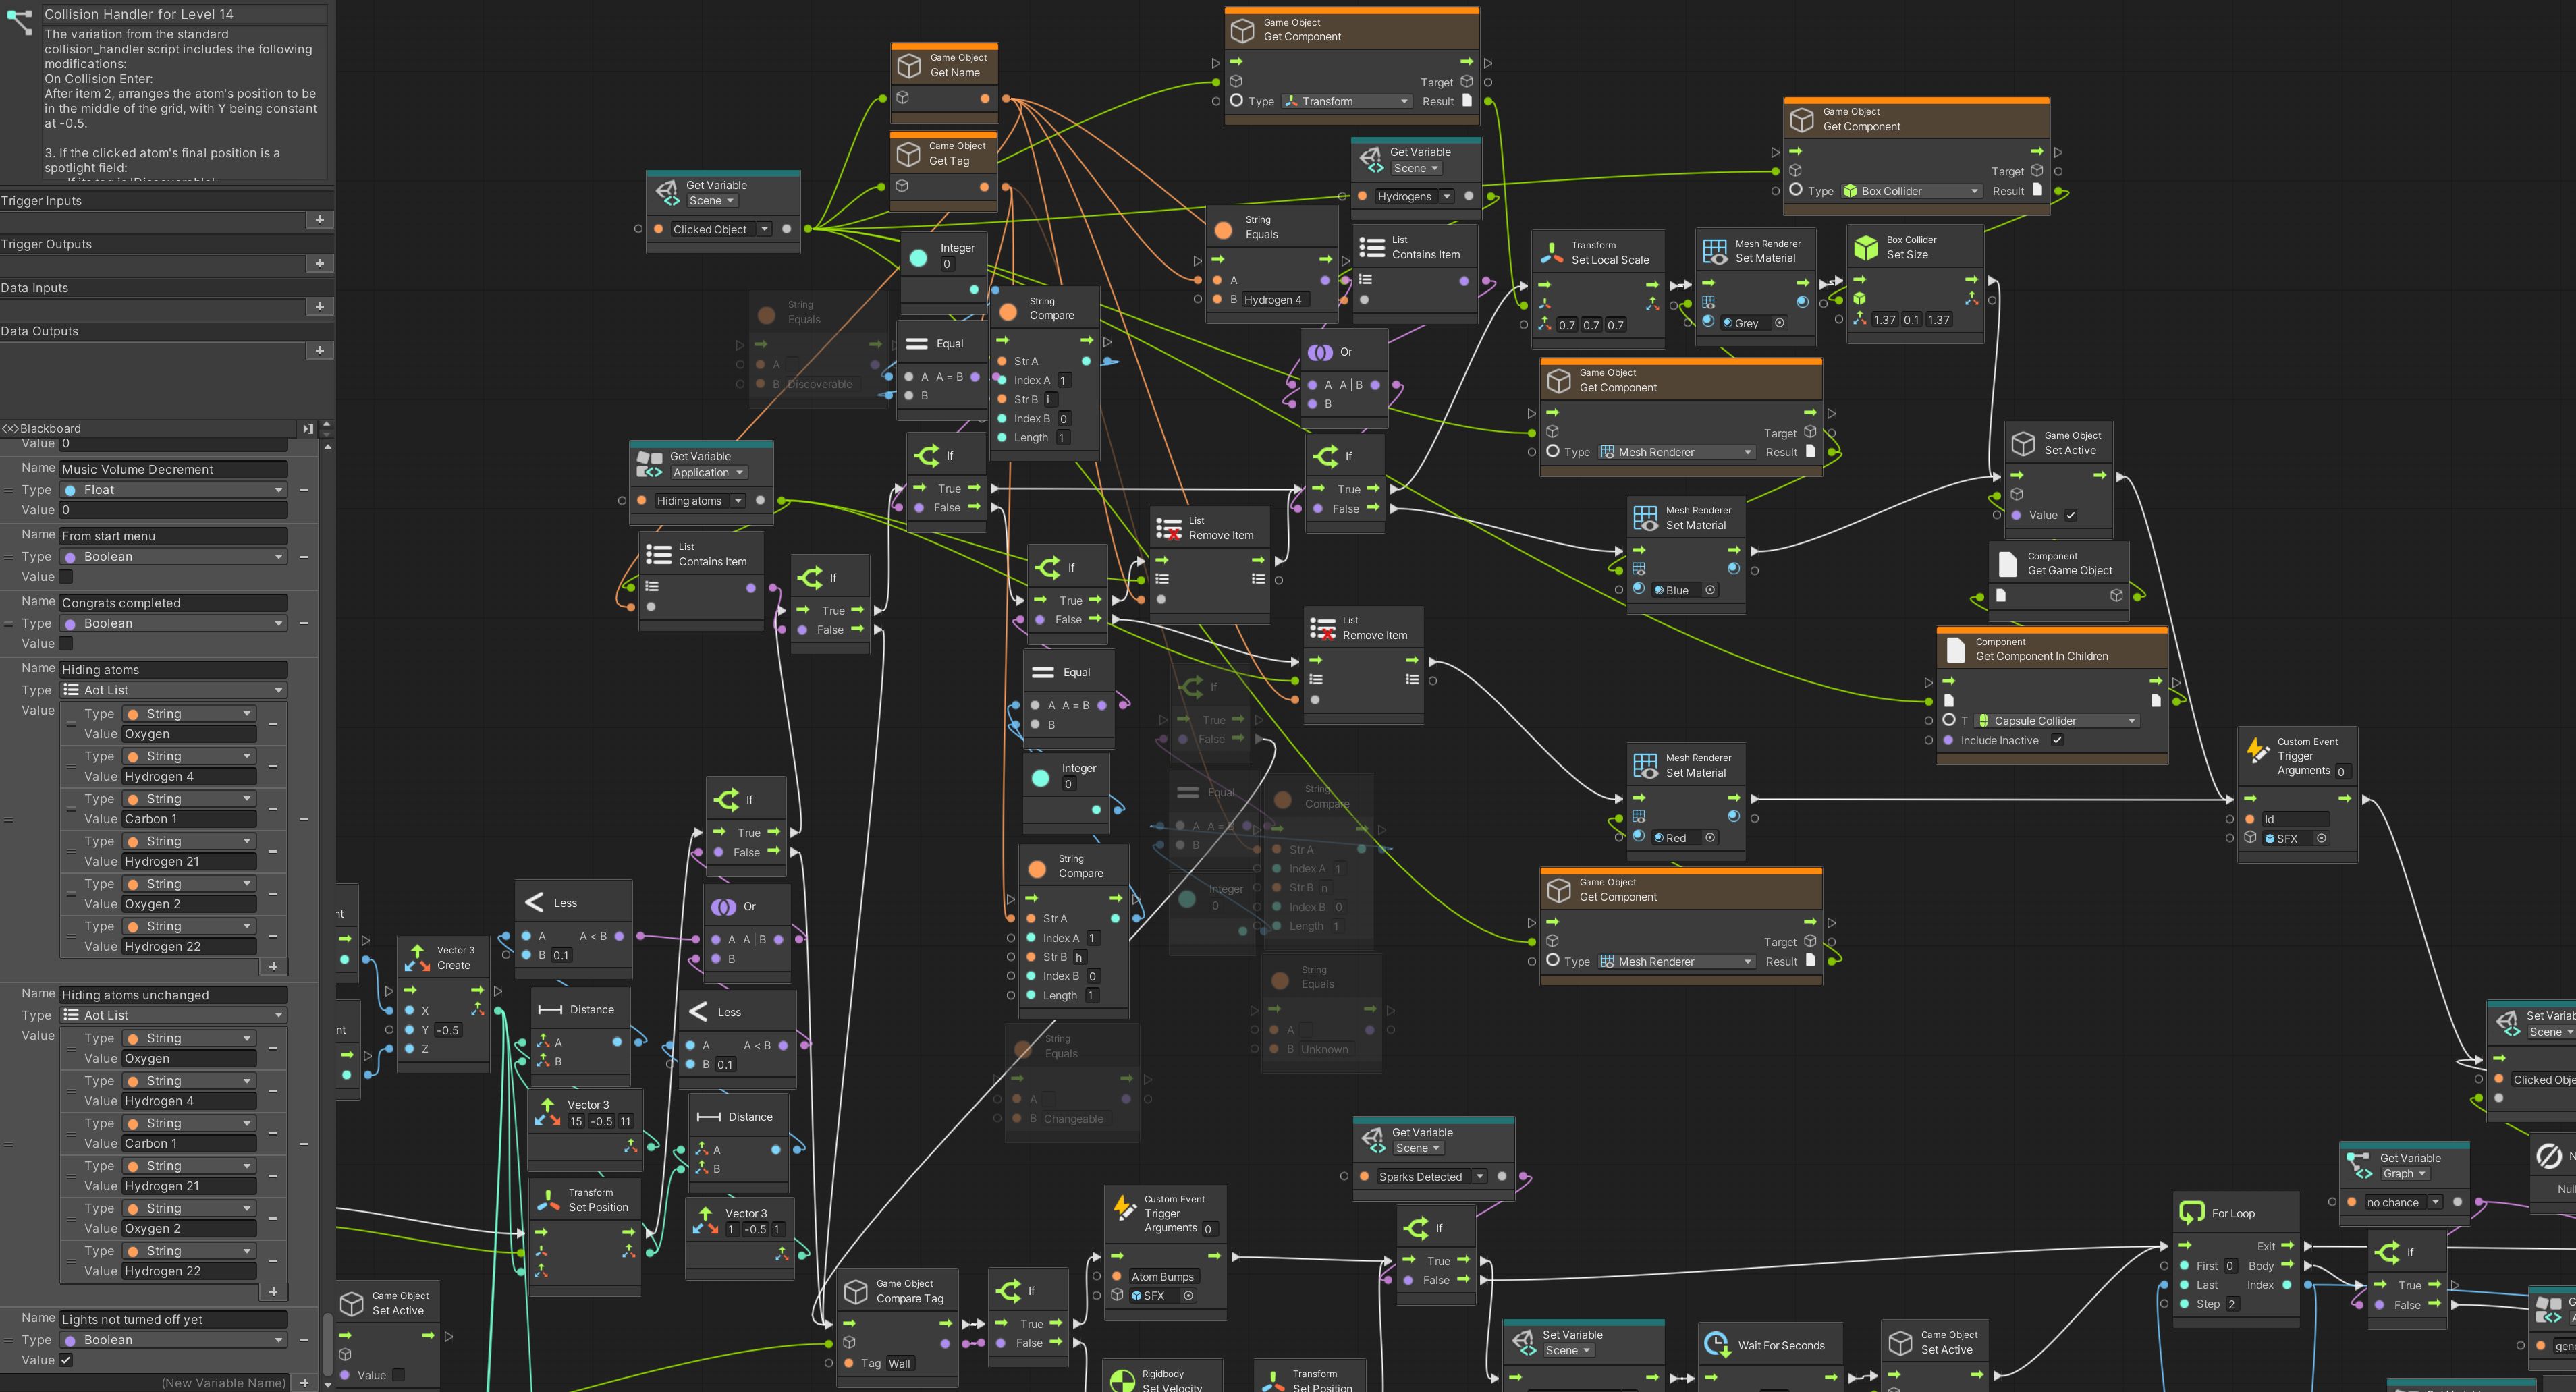 Collision Handler for Level 14
The variation from the standard
collision_handler script includes the following
modifications:
On Collision Enter:
After item 2, arranges the atom's position to be
in the middle of the grid, with Y being constant
at -0.5.
3. If the clicked atom's final position is a
spotlight field:
Trigger Inputs
Trigger Outputs
Data Inputs
Data Outputs
Blackboard
Value 0
Name Music Volume Decrement
Type Float
Value 0
Name From start menu
Type Boolean
Value
Name Congrats completed
Type Boolean
Value
Name Hiding atoms
Type Aot List
Value
Type String
Value Oxygen
Type String
Value Hydrogen 4
Type String
Value Carbon 1
Type String
Value Hydrogen 21
Type String
Value Oxygen 2
Type String
Value Hydrogen 22
Name Hiding atoms unchanged
Type Aot List
Value
Type String
Value Oxygen
Type String
Value Hydrogen 4
Type String
Value Carbon 1
Type String
Value Hydrogen 21
Type String
Value Oxygen 2
Type String
Value Hydrogen 22
Name Lights not turned off yet
Type Boolean
Value
(New Variable Name)
Game Object
Get Name
Game Object
Get Tag
Get Variable
Scene
Clicked Object
Game Object
Get Component
Target
Type Transform Result
Get Variable
Scene
Hydrogens
Game Object
Get Component
Target
Type Box Collider Result
String
Equals
A
B Hydrogen 4
List
Contains Item
Transform
Set Local Scale
0.7 0.7 0.7
Mesh Renderer
Set Material
Grey
Box Collider
Set Size
1.37 0.1 1.37
Integer
0
String
Equals
A
B Discoverable
Equal
A A = B
B
String
Compare
Str A
Index A 1
Str B i
Index B 0
Length 1
Or
A A | B
B
Game Object
Get Component
Target
Type Mesh Renderer Result
Get Variable
Application
Hiding atoms
If
True
False
If
True
False
Game Object
Set Active
Value
List
Contains Item
If
True
False
If
True
False
List
Remove Item
Mesh Renderer
Set Material
Blue
Component
Get Game Object
List
Remove Item
Component
Get Component In Children
T Capsule Collider
Include Inactive
Equal
A A = B
B
If
True
False
Integer
0
Equal
A A = B
B
String
Compare
Str A
Index A 1
Str B n
Index B 0
Length 1
Integer
0
Mesh Renderer
Set Material
Red
Custom Event
Trigger
Arguments 0
Id
SFX
If
True
False
String
Compare
Str A
Index A 1
Str B h
Index B 0
Length 1
Game Object
Get Component
Target
Type Mesh Renderer Result
Less
A A < B
B 0.1
Or
A A | B
B
Vector 3
Create
X
Y -0.5
Z
Distance
A
B
Less
A A < B
B 0.1
String
Equals
A
B Unknown
String
Equals
A
B Changeable
Vector 3
15 -0.5 11
Distance
A
B
Transform
Set Position
Vector 3
1 -0.5 1
Game Object
Set Active
Value
Game Object
Compare Tag
Tag Wall
If
True
False
Custom Event
Trigger
Arguments 0
Atom Bumps
SFX
Get Variable
Scene
Sparks Detected
If
True
False
Rigidbody
Set Velocity
Transform
Set Position
Set Variable
Scene
Wait For Seconds
Game Object
Set Active
For Loop
Exit
First 0 Body
Last Index
Step 2
Get Variable
Graph
no chance
If
True
False
Set Variab
Scene
Clicked Obje
N
Nul
G
gene